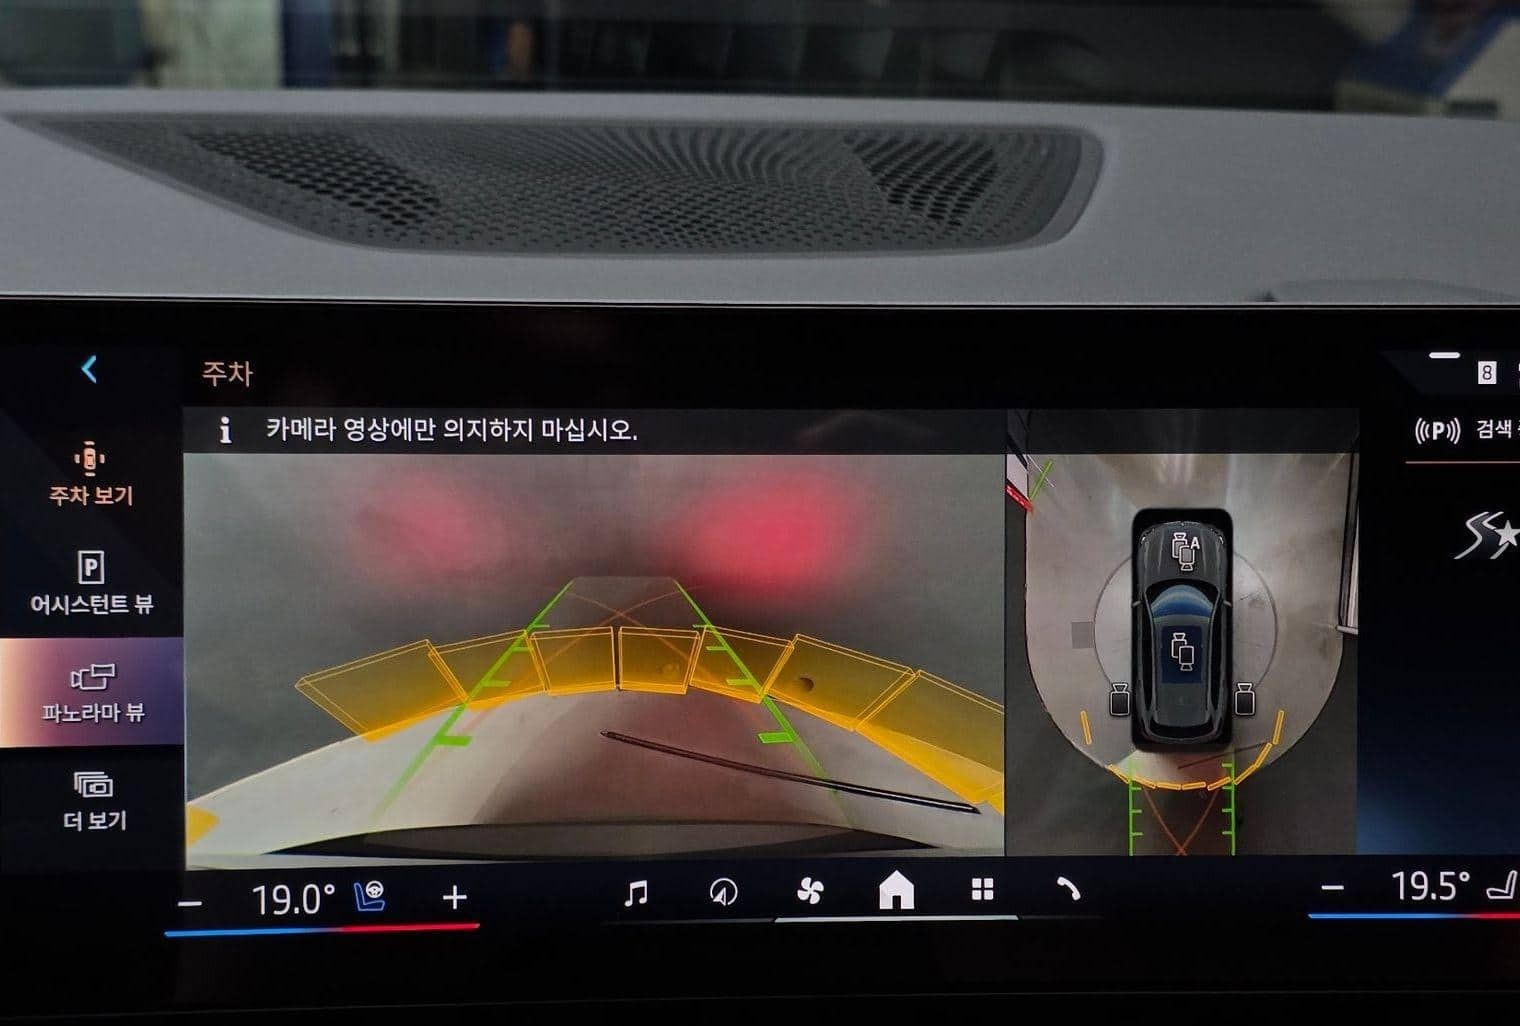 주차
8
카메라 영상에만 의지하지 마십시오.
P 검색
주차 보기
A
P
어시스턴트 뷰
파노라마 뷰
더 보기
19.0°
19.5°